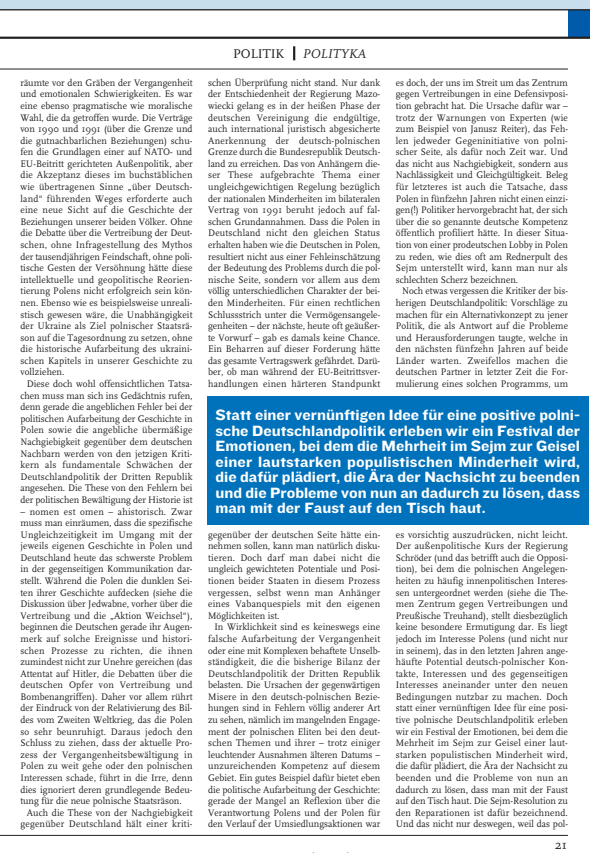 POLITIK | POLITYKA
räumte vor den Gräben der Vergangenheit
und emotionalen Schwierigkeiten. Es war
eine ebenso pragmatische wie moralische
Wahl, die da getroffen wurde. Die Verträge
von 1990 und 1991 (über die Grenze und
die gutnachbarlichen Beziehungen) schu-
fen die Grundlagen einer auf NATO- und
EU-Beitritt gerichteten Außenpolitik, aber
die Akzeptanz dieses im buchstäblichen
wie übertragenen Sinne „über Deutsch-
land" führenden Weges erforderte auch
eine neue Sicht auf die Geschichte der
Beziehungen unserer beiden Völker. Ohne
die Debatte über die Vertreibung der Deut-
schen, ohne Infragestellung des Mythos
der tausendjährigen Feindschaft, ohne poli-
tische Gesten der Versöhnung hätte diese
intellektuelle und geopolitische Reorien-
tierung Polens nicht erfolgreich sein kön-
nen. Ebenso wie es beispielsweise unreali-
stisch gewesen wäre, die Unabhängigkeit
der Ukraine als Ziel polnischer Staatsrä-
son auf die Tagesordnung zu setzen, ohne
die historische Aufarbeitung des ukraini-
schen Kapitels in unserer Geschichte zu
vollziehen.
Diese doch wohl offensichtlichen Tatsa-
chen muss man sich ins Gedächtnis rufen,
denn gerade die angeblichen Fehler bei der
politischen Aufarbeitung der Geschichte in
Polen sowie die angebliche übermäßige
Nachgiebigkeit gegenüber dem deutschen
Nachbarn werden von den jetzigen Kriti-
kern als fundamentale Schwächen der
Deutschlandpolitik der Dritten Republik
angesehen. Die These von den Fehlern bei
der politischen Bewältigung der Historie ist
– nomen est omen – ahistorisch. Zwar
muss man einräumen, dass die spezifische
Ungleichzeitigkeit im Umgang mit der
jeweils eigenen Geschichte in Polen und
Deutschland heute das schwerste Problem
in der gegenseitigen Kommunikation dar-
stellt. Während die Polen die dunklen Sei-
ten ihrer Geschichte aufdecken (siehe die
Diskussion über Jedwabne, vorher über die
Vertreibung und die „Aktion Weichsel"),
beginnen die Deutschen gerade ihr Augen-
merk auf solche Ereignisse und histori-
schen Prozesse zu richten, die ihnen
zumindest nicht zur Unehre gereichen (das
Attentat auf Hitler, die Debatten über die
deutschen Opfer von Vertreibung und
Bombenangriffen). Daher vor allem rührt
der Eindruck von der Relativierung des Bil-
des vom Zweiten Weltkrieg, das die Polen
so sehr beunruhigt. Daraus jedoch den
Schluss zu ziehen, dass der aktuelle Pro-
zess der Vergangenheitsbewältigung in
Polen zu weit gehe oder den polnischen
Interessen schade, führt in die Irre, denn
dies ignoriert deren grundlegende Bedeu-
tung für die neue polnische Staatsräson.
Auch die These von der Nachgiebigkeit
gegenüber Deutschland hält einer kriti-
schen Überprüfung nicht stand. Nur dank
der Entschiedenheit der Regierung Mazo-
wiecki gelang es in der heißen Phase der
deutschen Vereinigung die endgültige,
auch international juristisch abgesicherte
Anerkennung der deutsch-polnischen
Grenze durch die Bundesrepublik Deutsch-
land zu erreichen. Das von Anhängern die-
ser These aufgebrachte Thema einer
ungleichgewichtigen Regelung bezüglich
der nationalen Minderheiten im bilateralen
Vertrag von 1991 beruht jedoch auf fal-
schen Grundannahmen. Dass die Polen in
Deutschland nicht den gleichen Status
erhalten haben wie die Deutschen in Polen,
resultiert nicht aus einer Fehleinschätzung
der Bedeutung des Problems durch die pol-
nische Seite, sondern vor allem aus dem
völlig unterschiedlichen Charakter der bei-
den Minderheiten. Für einen rechtlichen
Schlussstrich unter die Vermögensangele-
genheiten – der nächste, heute oft geäußer-
te Vorwurf – gab es damals keine Chance.
Ein Beharren auf dieser Forderung hätte
das gesamte Vertragswerk gefährdet. Darü-
ber, ob man während der EU-Beitrittsver-
handlungen einen härteren Standpunkt
Statt einer vernünftigen Idee für eine positive polni-
sche Deutschlandpolitik erleben wir ein Festival der
Emotionen, bei dem die Mehrheit im Sejm zur Geisel
einer lautstarken populistischen Minderheit wird,
die dafür plädiert, die Ära der Nachsicht zu beenden
und die Probleme von nun an dadurch zu lösen, dass
man mit der Faust auf den Tisch haut.
gegenüber der deutschen Seite hätte ein-
nehmen sollen, kann man natürlich disku-
tieren. Doch darf man dabei nicht die
ungleich gewichteten Potentiale und Posi-
tionen beider Staaten in diesem Prozess
vergessen, selbst wenn man Anhänger
eines Vabanquespiels mit den eigenen
Möglichkeiten ist.
In Wirklichkeit sind es keineswegs eine
falsche Aufarbeitung der Vergangenheit
oder eine mit Komplexen behaftete Unselb-
ständigkeit, die die bisherige Bilanz der
Deutschlandpolitik der Dritten Republik
belasten. Die Ursachen der gegenwärtigen
Misere in den deutsch-polnischen Bezie-
hungen sind in Fehlern völlig anderer Art
zu sehen, nämlich im mangelnden Engage-
ment der polnischen Eliten bei den deut-
schen Themen und ihrer – trotz einiger
leuchtender Ausnahmen älteren Datums –
unzureichenden Kompetenz auf diesem
Gebiet. Ein gutes Beispiel dafür bietet eben
die politische Aufarbeitung der Geschichte:
gerade der Mangel an Reflexion über die
Verantwortung Polens und der Polen für
den Verlauf der Umsiedlungsaktionen war
es doch, der uns im Streit um das Zentrum
gegen Vertreibungen in eine Defensivposi-
tion gebracht hat. Die Ursache dafür war –
trotz der Warnungen von Experten (wie
zum Beispiel von Janusz Reiter), das Feh-
len jedweder Gegeninitiative von polni-
scher Seite, als dafür noch Zeit war. Und
das nicht aus Nachgiebigkeit, sondern aus
Nachlässigkeit und Gleichgültigkeit. Beleg
für letzteres ist auch die Tatsache, dass
Polen in fünfzehn Jahren nicht einen einzi-
gen(!) Politiker hervorgebracht hat, der sich
über die so genannte deutsche Kompetenz
öffentlich profiliert hätte. In dieser Situa-
tion von einer prodeutschen Lobby in Polen
zu reden, wie dies oft am Rednerpult des
Sejm unterstellt wird, kann man nur als
schlechten Scherz bezeichnen.
Noch etwas vergessen die Kritiker der bis-
herigen Deutschlandpolitik: Vorschläge zu
machen für ein Alternativkonzept zu jener
Politik, die als Antwort auf die Probleme
und Herausforderungen taugte, welche in
den nächsten fünfzehn Jahren auf beide
Länder warten. Zweifellos machen die
deutschen Partner in letzter Zeit die For-
mulierung eines solchen Programms, um
es vorsichtig auszudrücken, nicht leicht.
Der außenpolitische Kurs der Regierung
Schröder (und das betrifft auch die Opposi-
tion), bei dem die polnischen Angelegen-
heiten zu häufig innenpolitischen Interes-
sen untergeordnet werden (siehe die The-
men Zentrum gegen Vertreibungen und
Preußische Treuhand), stellt diesbezüglich
keine besondere Ermutigung dar. Es liegt
jedoch im Interesse Polens (und nicht nur
in seinem), das in den letzten Jahren ange-
häufte Potential deutsch-polnischer Kon-
takte, Interessen und des gegenseitigen
Interesses aneinander unter den neuen
Bedingungen nutzbar zu machen. Doch
statt einer vernünftigen Idee für eine posi-
tive polnische Deutschlandpolitik erleben
wir ein Festival der Emotionen, bei dem die
Mehrheit im Sejm zur Geisel einer laut-
starken populistischen Minderheit wird,
die dafür plädiert, die Ära der Nachsicht zu
beenden und die Probleme von nun an
dadurch zu lösen, dass man mit der Faust
auf den Tisch haut. Die Sejm-Resolution zu
den Reparationen ist dafür bezeichnend.
Und das nicht nur deswegen, weil das pol-
21